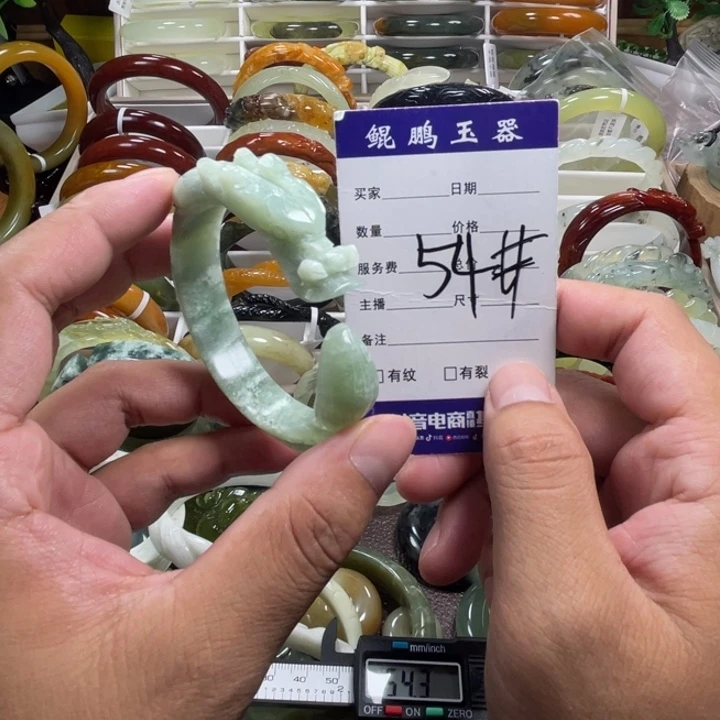 鲲鹏玉器
买家 日期
数量 价格
服务费 总价
54#
主播 尺寸
备注
□有纹 □有裂
音电商
mm/inch
40 50
54.3
OFF ON ZERO